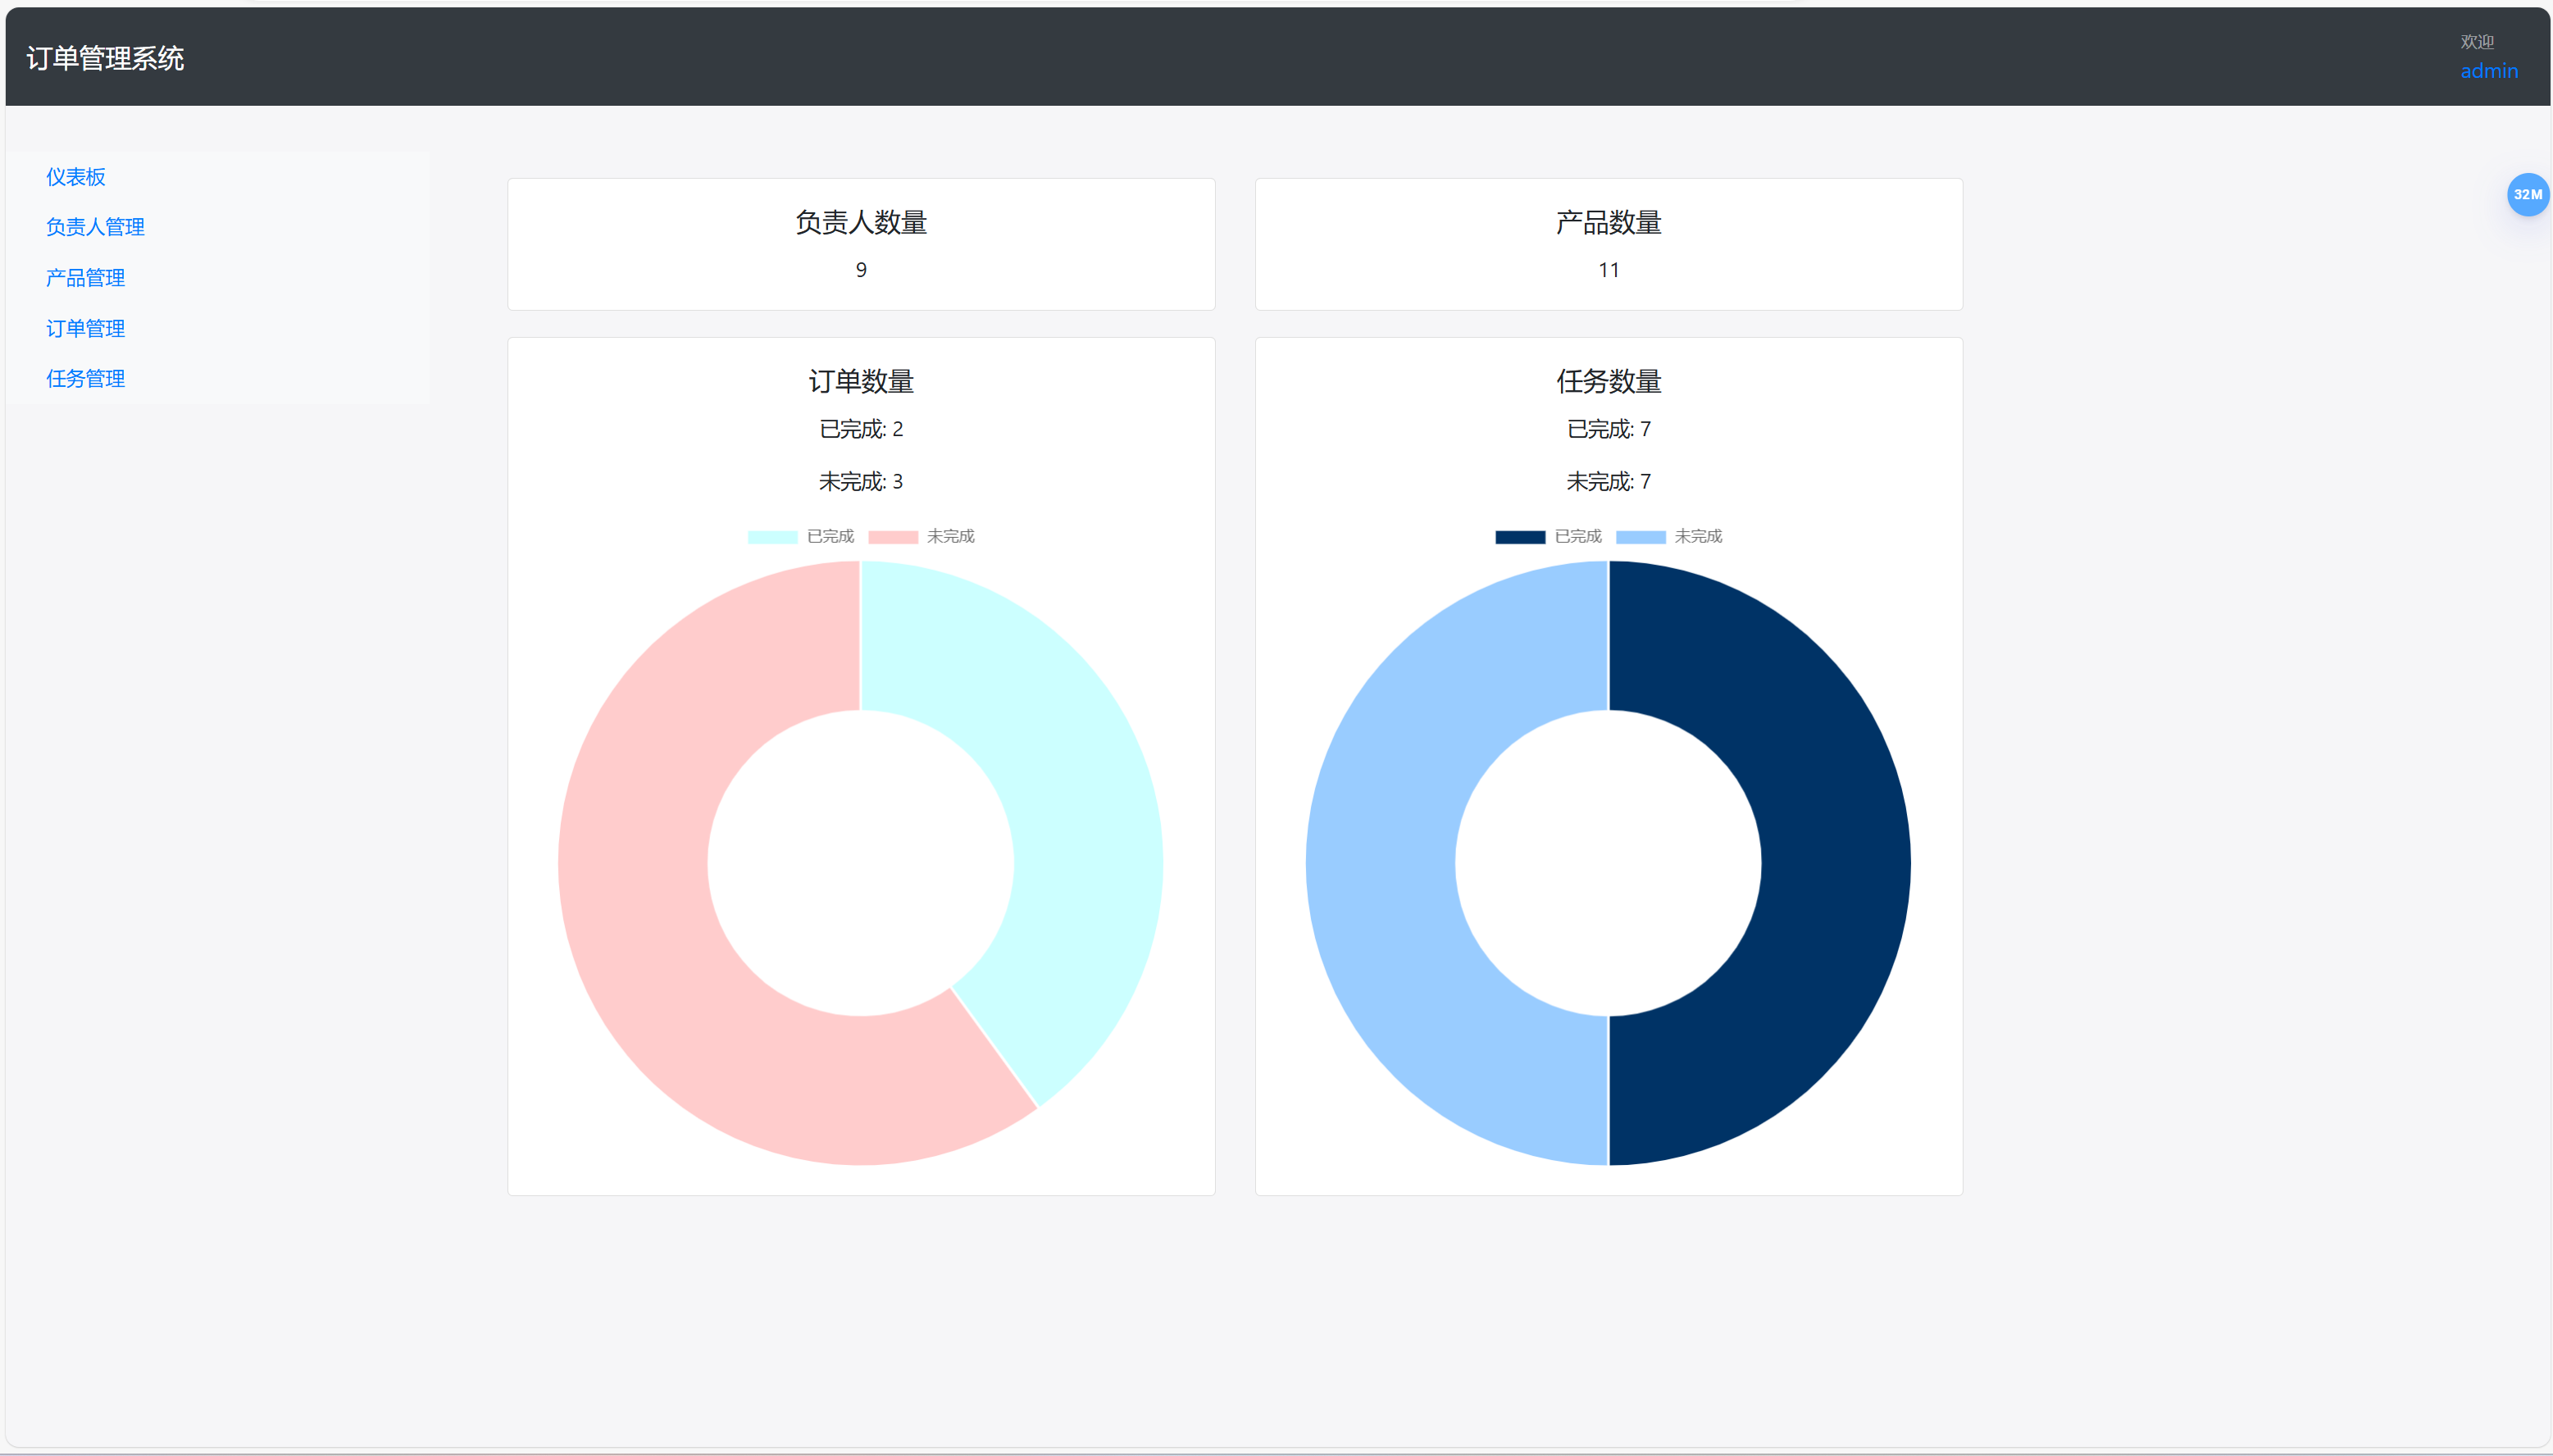 订单管理系统
欢迎
admin
仪表板
负责人管理
产品管理
订单管理
任务管理
负责人数量
9
产品数量
11
32M
订单数量
已完成: 2
未完成: 3
已完成 未完成
任务数量
已完成: 7
未完成: 7
已完成 未完成